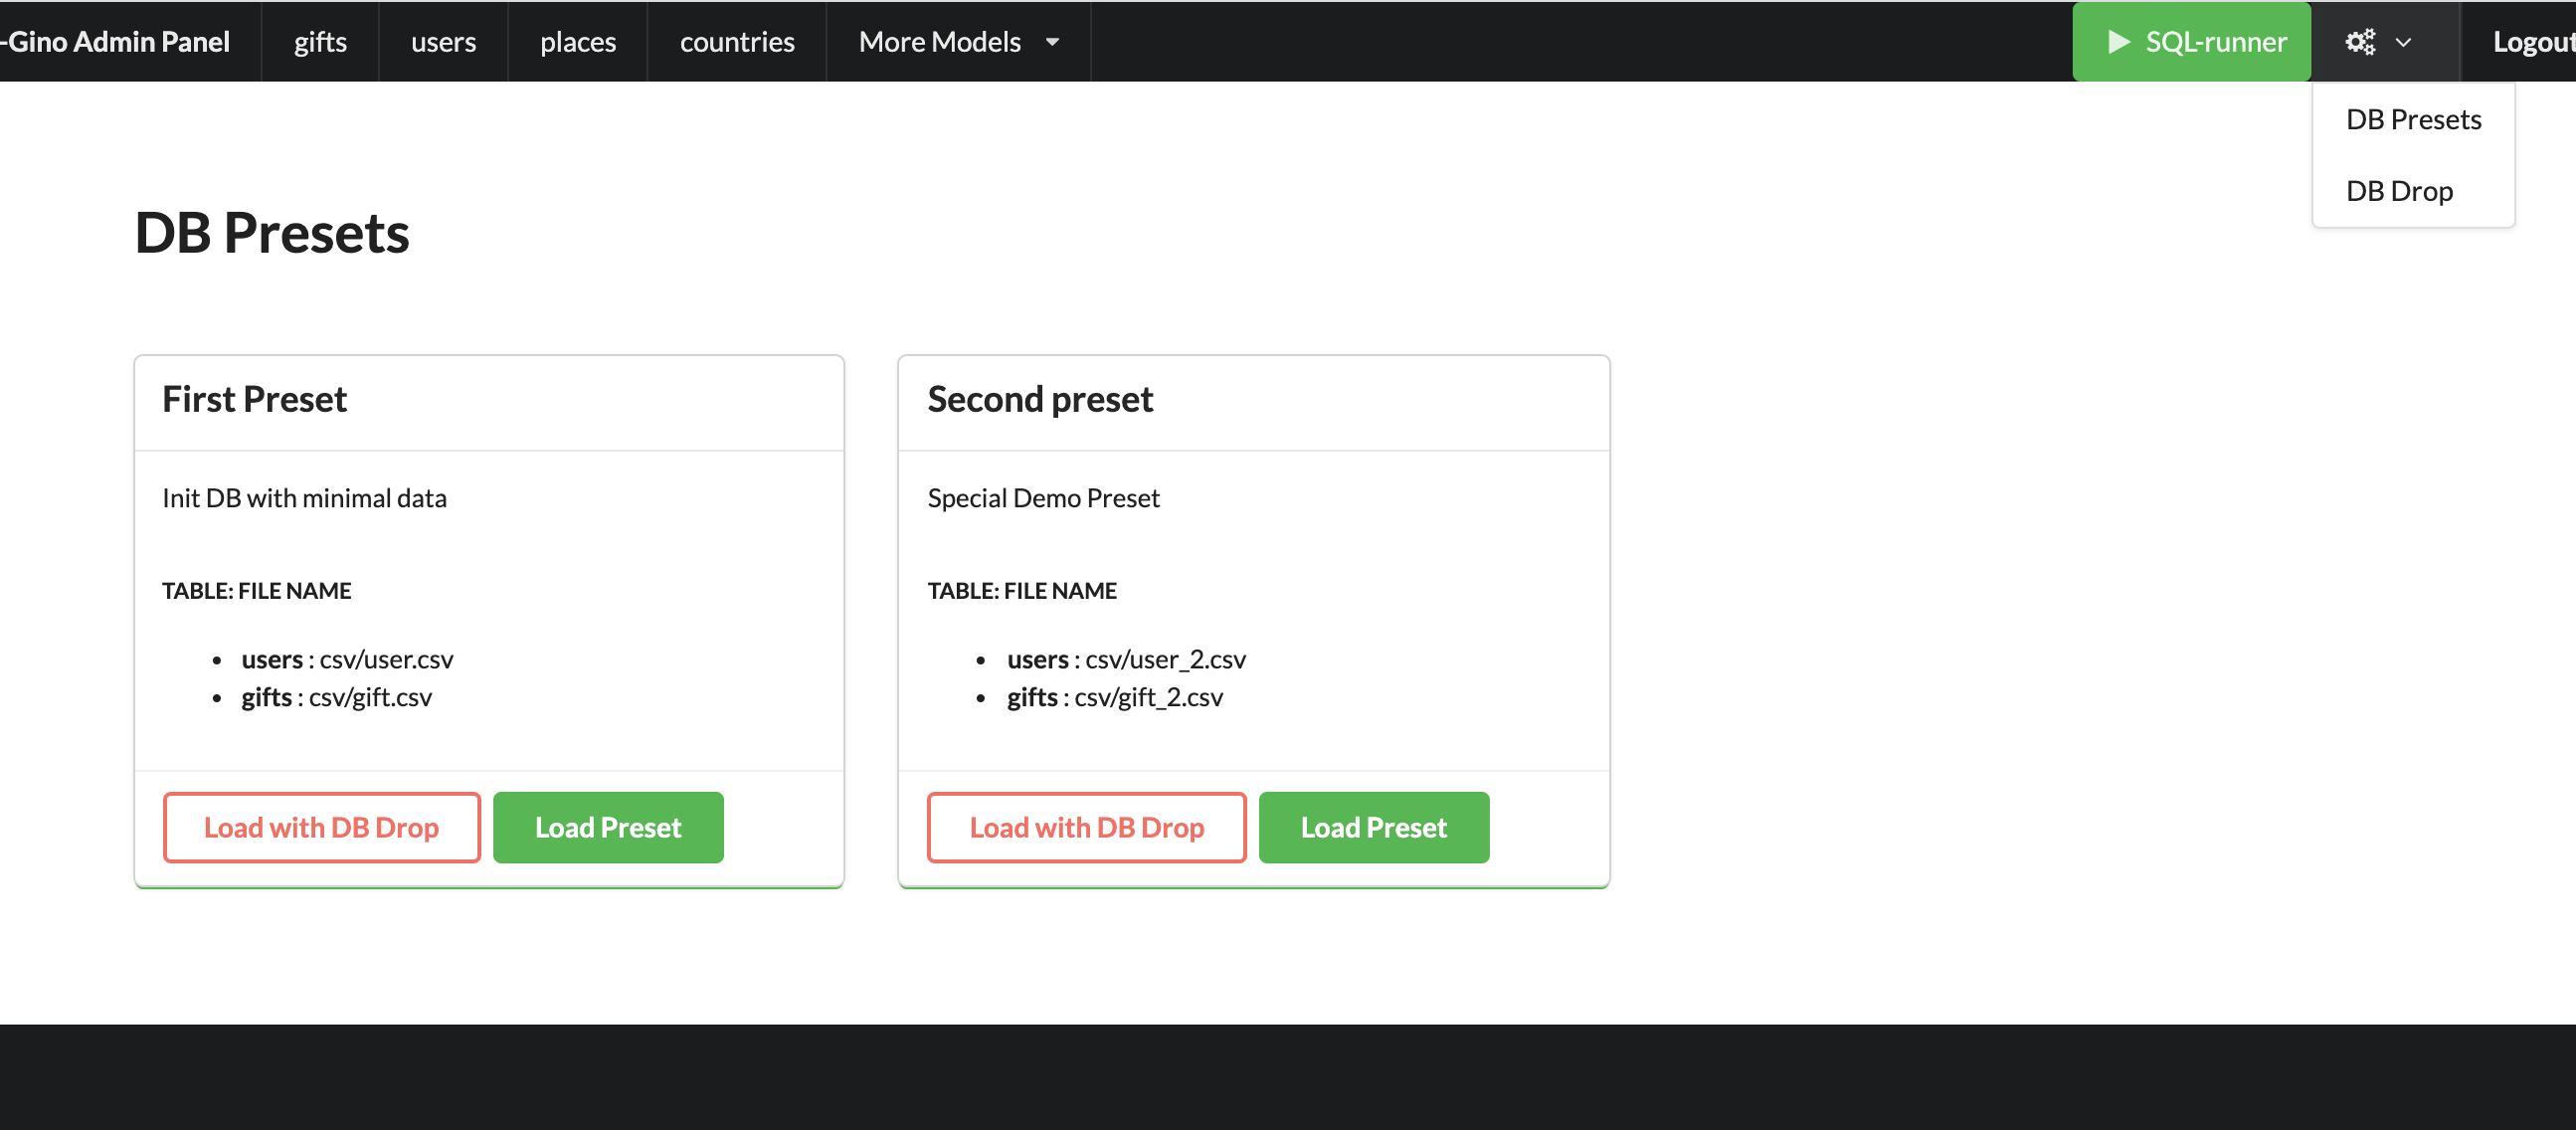 -Gino Admin Panel gifts users places countries More Models SQL-runner Logout
DB Presets
DB Drop
DB Presets
First Preset
Init DB with minimal data
TABLE: FILE NAME
users : csv/user.csv
gifts : csv/gift.csv
Load with DB Drop Load Preset
Second preset
Special Demo Preset
TABLE: FILE NAME
users : csv/user_2.csv
gifts : csv/gift_2.csv
Load with DB Drop Load Preset